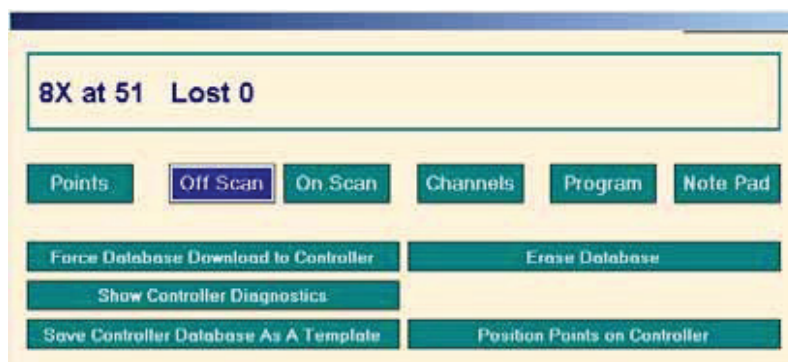 8X at 51 Lost 0
Points Off Scan On Scan Channels Program Note Pad
Force Database Download to Controller Erase Database
Show Controller Diagnostics
Save Controller Database As A Template Position Points on Controller